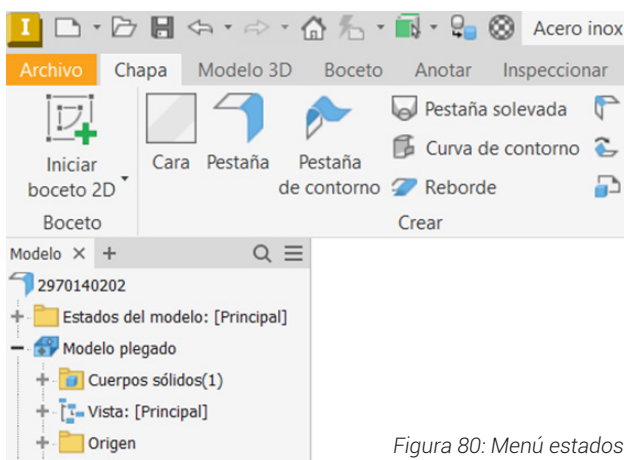 I
Acero inox
Archivo Chapa Modelo 3D Boceto Anotar Inspeccionar
Iniciar
boceto 2D
Cara
Pestaña
Pestaña
de contorno
Pestaña solevada
Curva de contorno
Reborde
Boceto
Crear
Modelo × +
2970140202
Estados del modelo: [Principal]
Modelo plegado
Cuerpos sólidos(1)
Vista: [Principal]
Origen
Figura 80: Menú estados